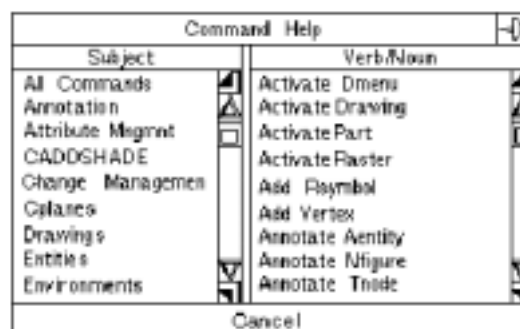 Command Help
Subject
All Commands
Annotation
Attribute Msgmnt
CADDSHADE
Change Managemen
Cplanes
Drawings
Entities
Environments
Verb/Noun
Activate Dmenu
Activate Drawing
Activate Part
Activate Raster
Add Rsymbol
Add Vertex
Annotate Aentity
Annotate Nfigure
Annotate Tnode
Cancel